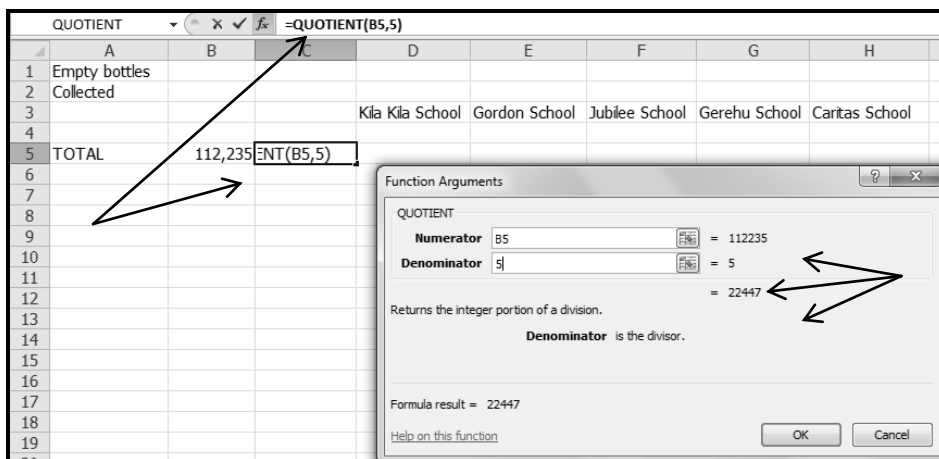 QUOTIENT fx =QUOTIENT(B5,5)
A B C D E F G H
1 Empty bottles
2 Collected
3 Kila Kila School Gordon School Jubilee School Gerehu School Caritas School
4
5 TOTAL 112,235 ENT(B5,5)
6
7
8
9
10
11
12
13
14
15
16
17
18
19
Function Arguments ? X
QUOTIENT
Numerator B5 = 112235
Denominator 5 = 5
= 22447
Returns the integer portion of a division.
Denominator is the divisor.
Formula result = 22447
Help on this function OK Cancel